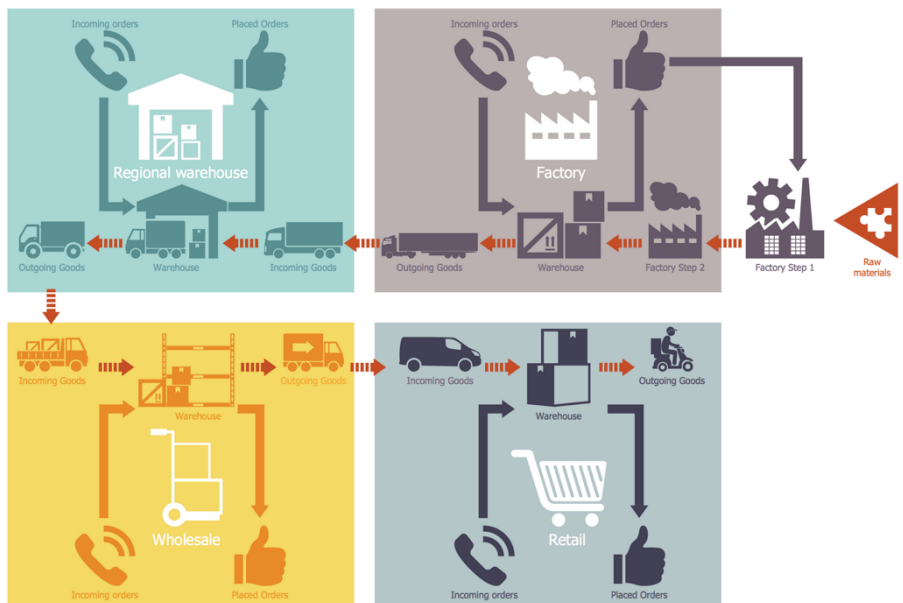 Incoming orders
Placed Orders
Regional warehouse
Outgoing Goods
Warehouse
Incoming Goods
Incoming orders
Placed Orders
Factory
Outgoing Goods
Warehouse
Factory Step 2
Factory Step 1
Raw
materials
Incoming Goods
Warehouse
Outgoing Goods
Wholesale
Incoming orders
Placed Orders
Incoming Goods
Warehouse
Outgoing Goods
Retail
Incoming orders
Placed Orders